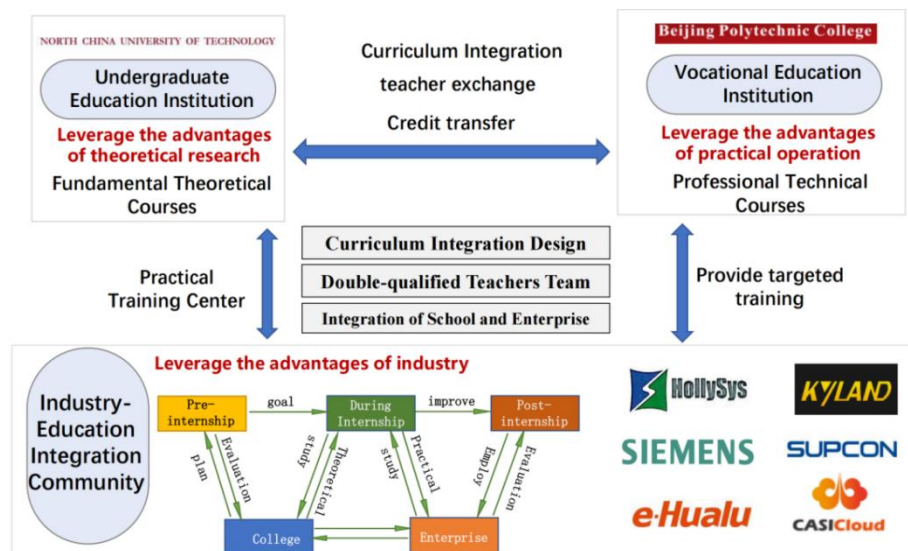 NORTH CHINA UNIVERSITY OF TECHNOLOGY
Undergraduate
Education Institution
Leverage the advantages
of theoretical research
Fundamental Theoretical
Courses
Curriculum Integration
teacher exchange
Credit transfer
Beijing Polytechnic College
Vocational Education
Institution
Leverage the advantages
of practical operation
Professional Technical
Courses
Practical
Training Center
Curriculum Integration Design
Double-qualified Teachers Team
Integration of School and Enterprise
Provide targeted
training
Industry-
Education
Integration
Community
Leverage the advantages of industry
Pre-
internship
goal
During
Internship
improve
Post-
internship
Evaluation
plan
Theoretical
study
Practical
study
Employ
Evaluation
College
Enterprise
HollySys
KYLAND
SIEMENS
SUPCON
e·Hualu
CASICloud